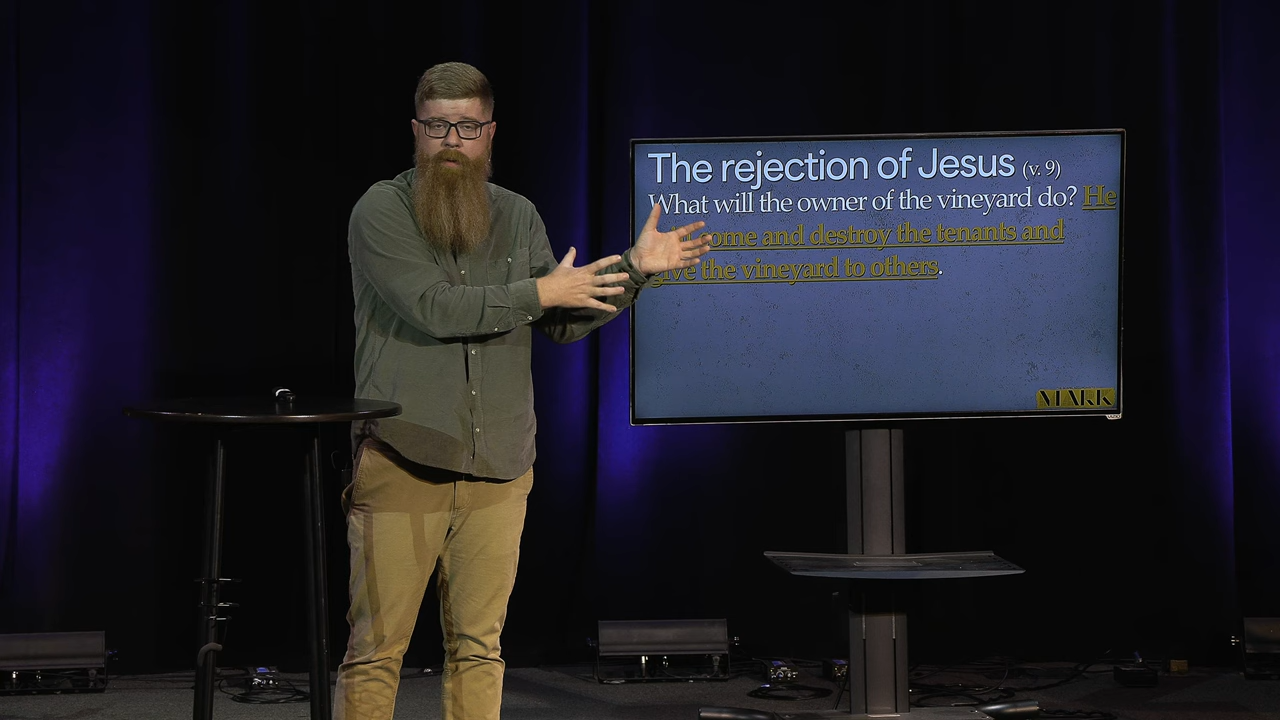 The rejection of Jesus (v. 9)
What will the owner of the vineyard do? He
come and destroy the tenants and
give the vineyard to others.
MARK